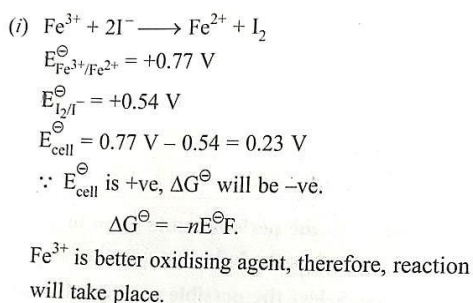 (i) Fe³⁺ + 2I⁻ ⟶ Fe²⁺ + I₂
E⊖Fe³⁺/Fe²⁺ = +0.77 V
E⊖I₂/I⁻ = +0.54 V
E⊖cell = 0.77 V – 0.54 = 0.23 V
∵ E⊖cell is +ve, ΔG⊖ will be –ve.
ΔG⊖ = –nE⊖F.
Fe³⁺ is better oxidising agent, therefore, reaction
will take place.